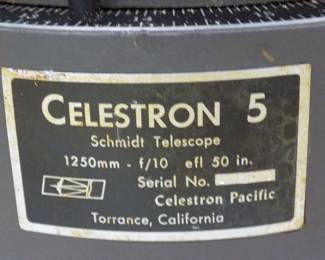 CELESTRON 5
Schmidt Telescope
1250mm - f/10 efl 50 in.
Serial No.
Celestron Pacific
Torrance, California